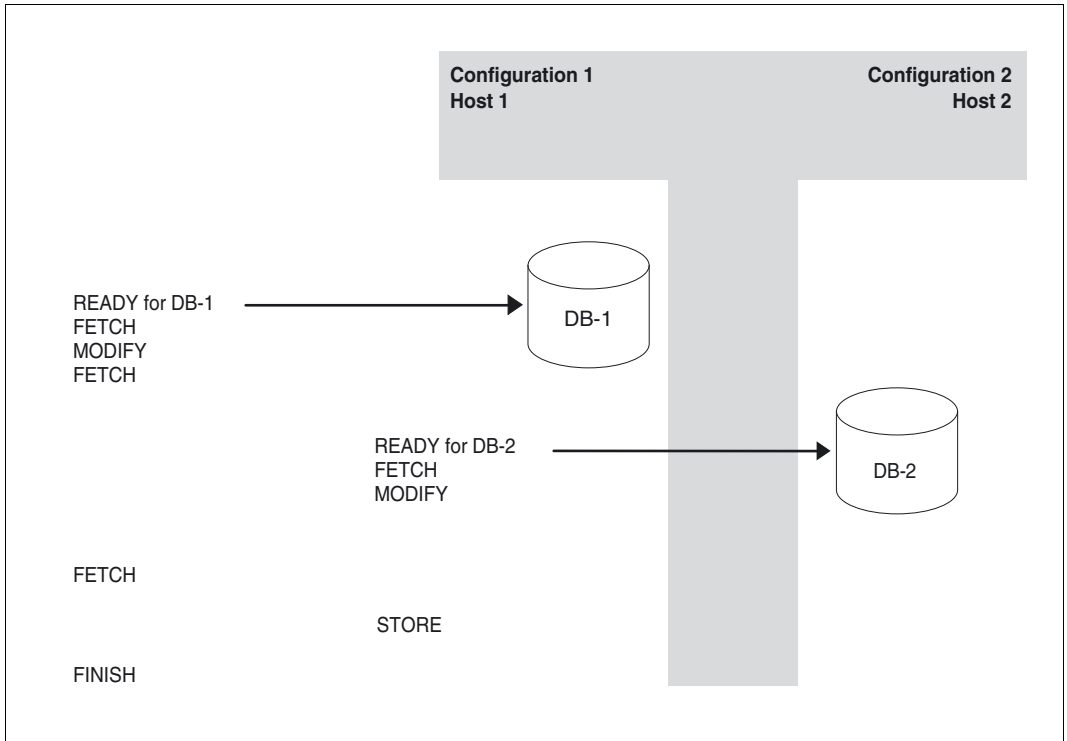 Configuration 1
Host 1
Configuration 2
Host 2
READY for DB-1
FETCH
MODIFY
FETCH
DB-1
READY for DB-2
FETCH
MODIFY
DB-2
FETCH
STORE
FINISH